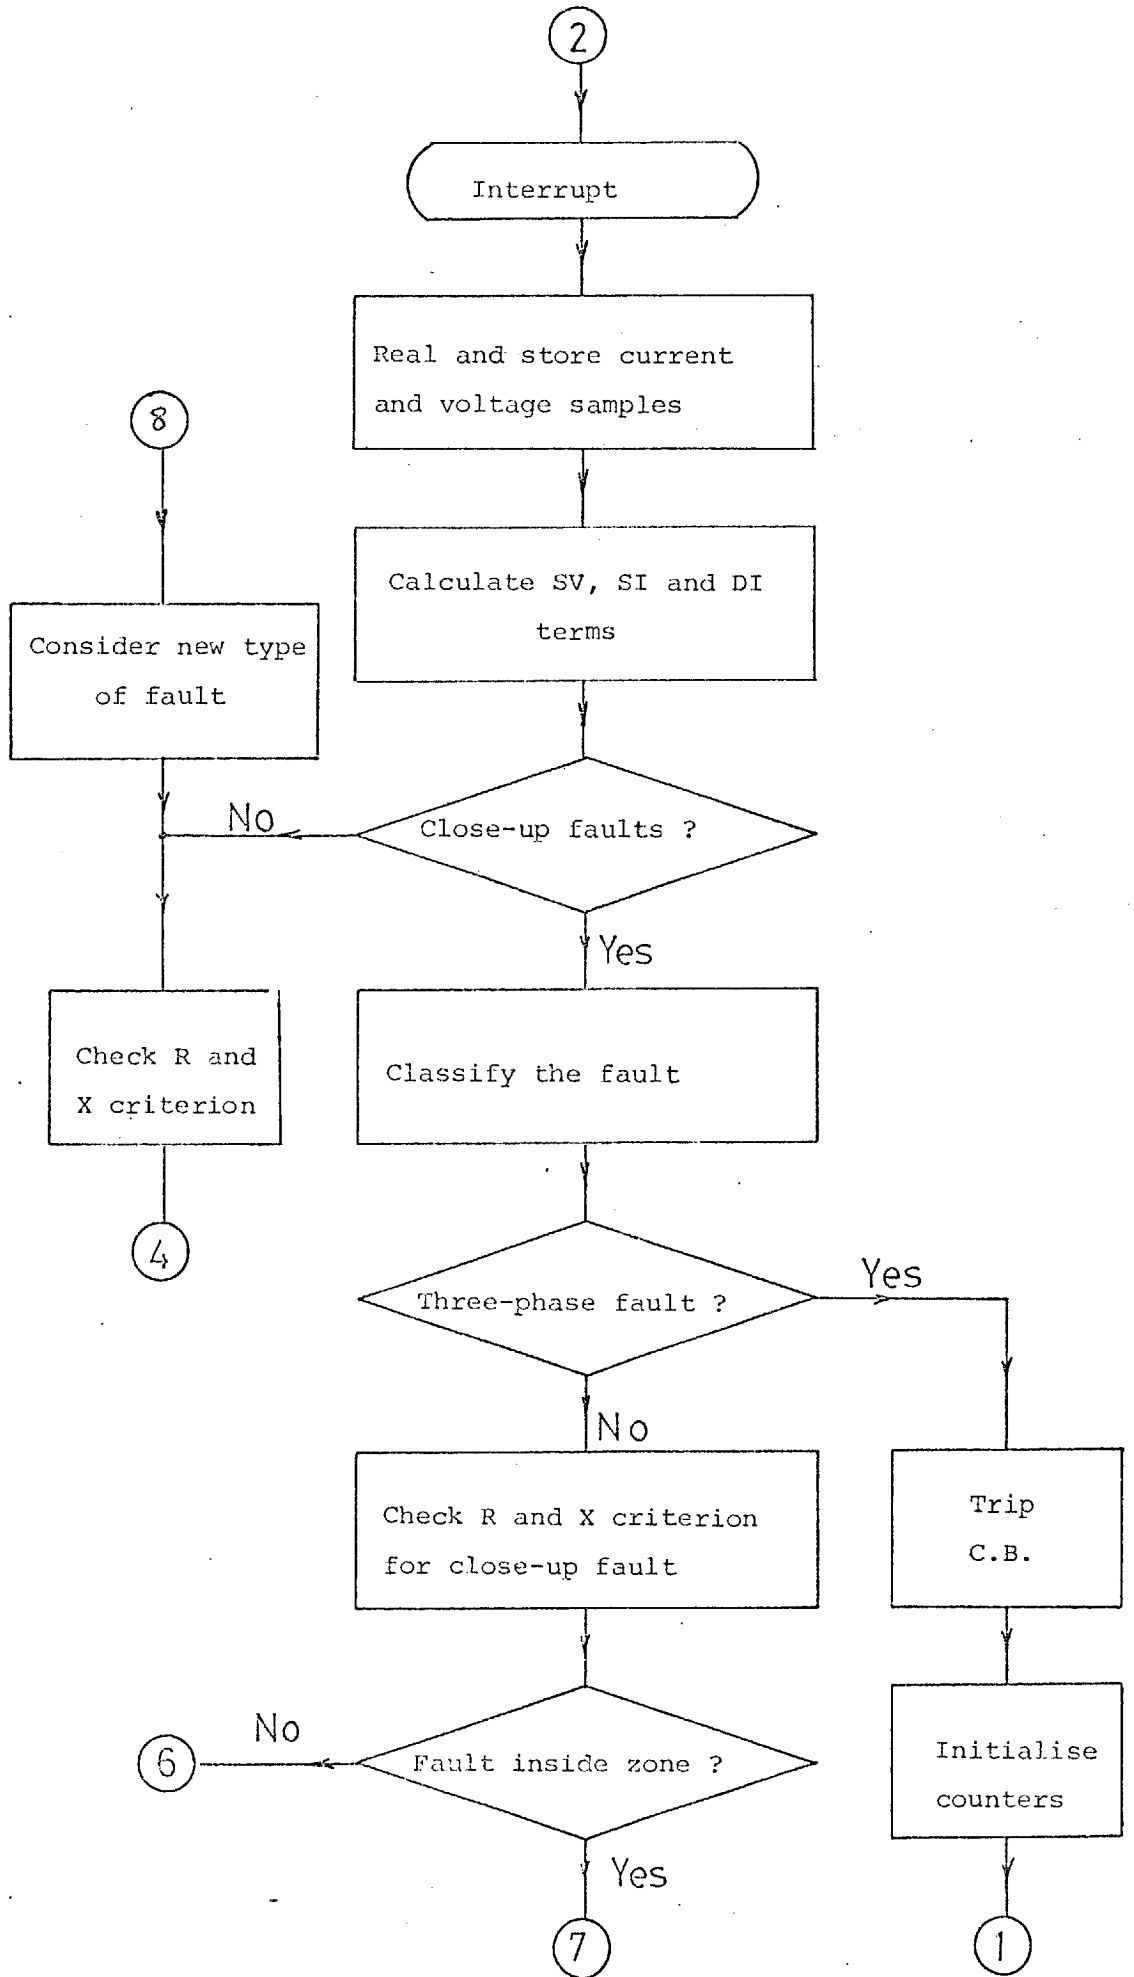 2
Interrupt
Real and store current
and voltage samples
8
Calculate SV, SI and DI
terms
Consider new type
of fault
No
Close-up faults ?
Yes
Check R and
X criterion
Classify the fault
4
Three-phase fault ?
Yes
No
Check R and X criterion
for close-up fault
Trip
C.B.
No
6
Fault inside zone ?
Initialise
counters
Yes
7
1